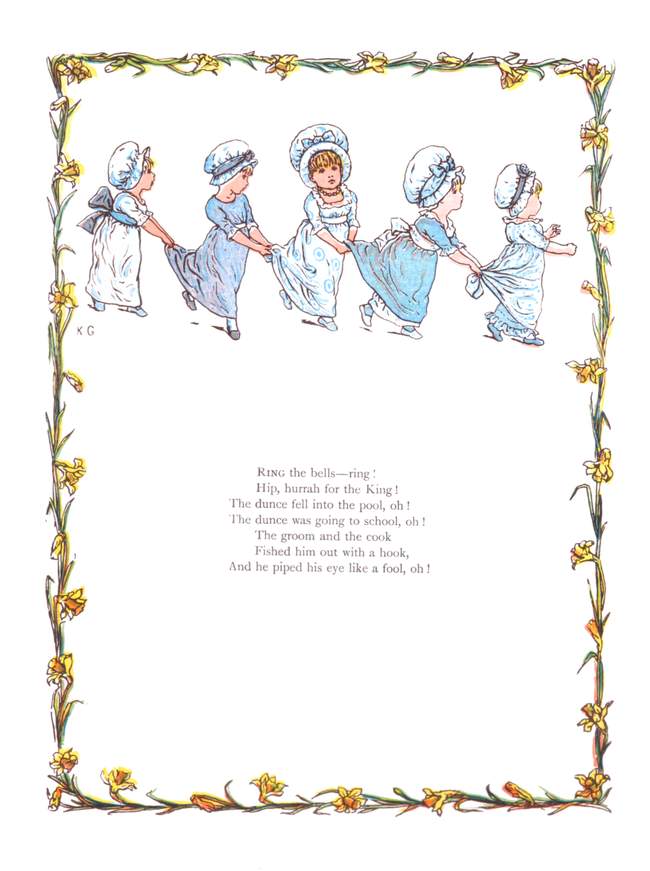 K G
RING the bells—ring!
Hip, hurrah for the King!
The dunce fell into the pool, oh!
The dunce was going to school, oh!
The groom and the cook
Fished him out with a hook,
And he piped his eye like a fool, oh!